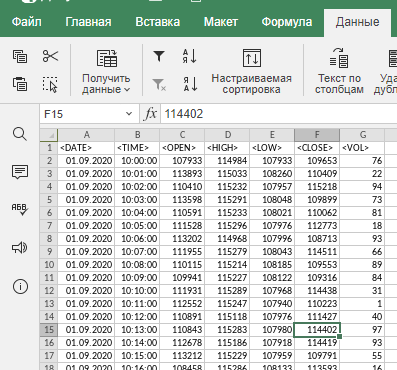 Файл Главная Вставка Макет Формула Данные
Получить данные Настраиваемая сортировка Текст по столбцам
F15 fx 114402
A B C D E F G
1 <DATE> <TIME> <OPEN> <HIGH> <LOW> <CLOSE> <VOL>
2 01.09.2020 10:00:00 107933 114984 107933 109653 76
3 01.09.2020 10:01:00 113893 115033 108260 110409 22
4 01.09.2020 10:02:00 110410 115232 107957 115218 94
5 01.09.2020 10:03:00 113598 115291 108048 109899 73
6 01.09.2020 10:04:00 110591 115233 108021 110062 81
7 01.09.2020 10:05:00 111528 115296 107976 112773 18
8 01.09.2020 10:06:00 113202 114968 107996 108713 93
9 01.09.2020 10:07:00 111955 115279 108043 114511 66
10 01.09.2020 10:08:00 110115 115214 108185 109553 89
11 01.09.2020 10:09:00 109941 115227 108122 109316 84
12 01.09.2020 10:10:00 111931 115289 107968 114438 31
13 01.09.2020 10:11:00 112552 115247 107940 110223 1
14 01.09.2020 10:12:00 110891 115118 107976 111427 40
15 01.09.2020 10:13:00 110843 115283 107980 114402 97
16 01.09.2020 10:14:00 112678 115186 107918 114419 93
17 01.09.2020 10:15:00 113212 115229 107959 109791 55
18 01.09.2020 10:16:00 108458 115286 108133 113593 16
АБВ